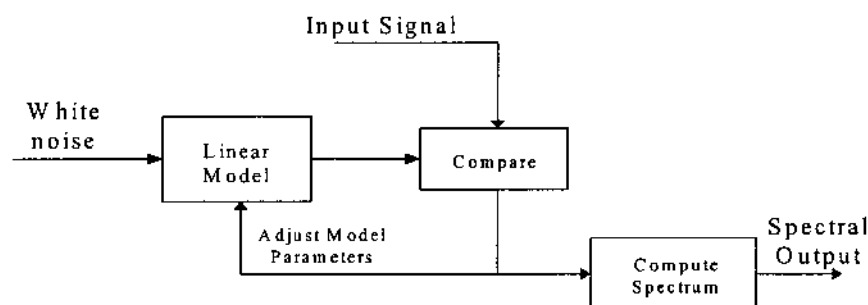 Input Signal
White
noise
Linear
Model
Compare
Adjust Model
Parameters
Compute
Spectrum
Spectral
Output